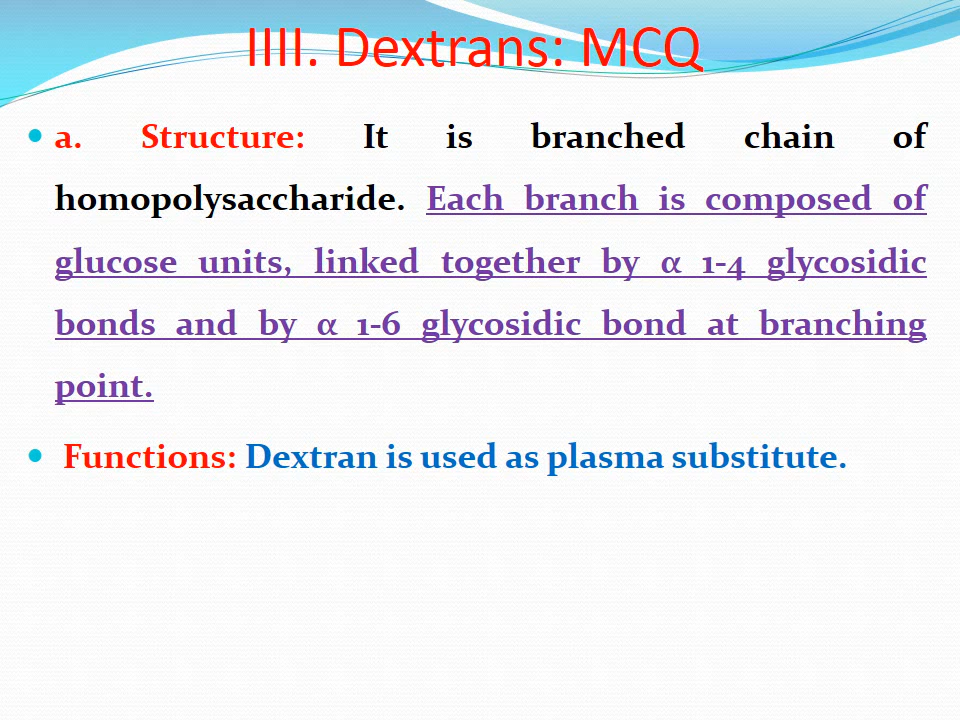 IIII. Dextrans: MCQ
• a. Structure: It is branched chain of
homopolysaccharide. Each branch is composed of
glucose units, linked together by α 1-4 glycosidic
bonds and by α 1-6 glycosidic bond at branching
point.
• Functions: Dextran is used as plasma substitute.